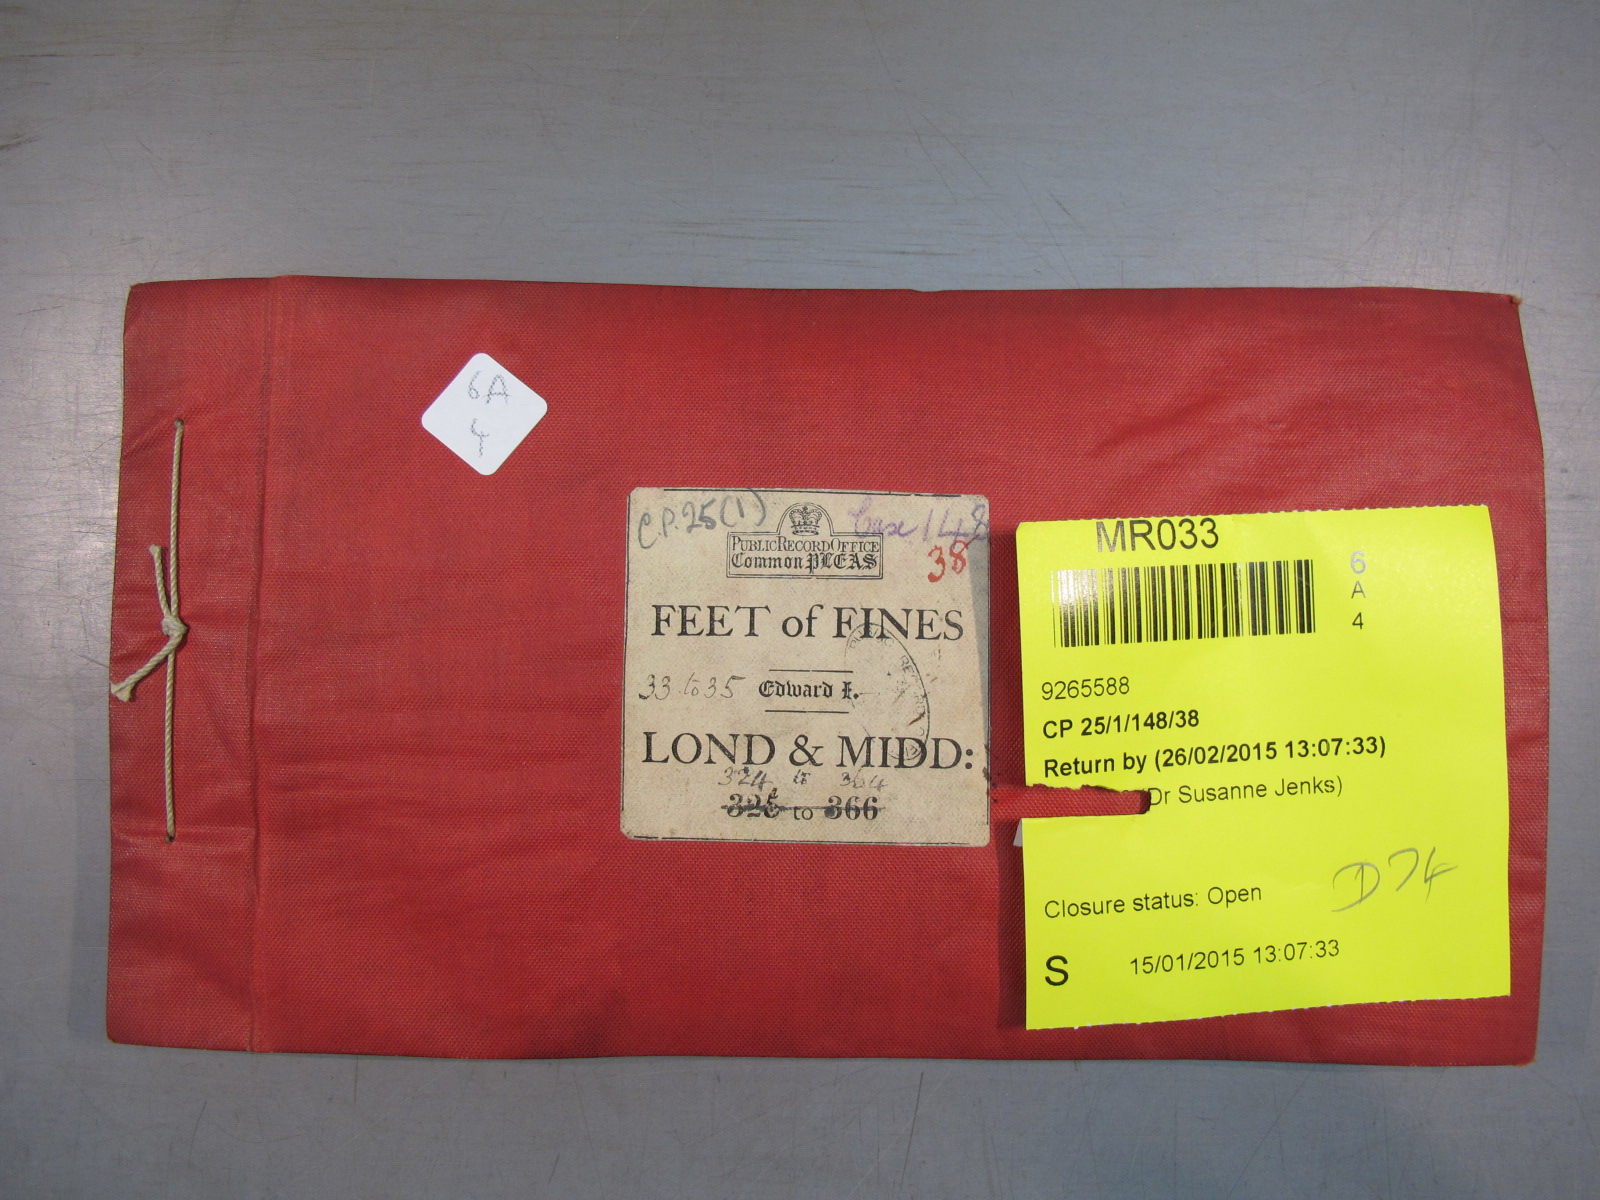 6A
4
C.P. 25(1)
Case 148
38
PUBLIC RECORD OFFICE
Common PLEAS
FEET of FINES
33 to 35 Edward I.
LOND & MIDD:
324 to 364
325 to 366
MR033
6
A
4
9265588
CP 25/1/148/38
Return by (26/02/2015 13:07:33)
(Dr Susanne Jenks)
Closure status: Open
D74
S 15/01/2015 13:07:33